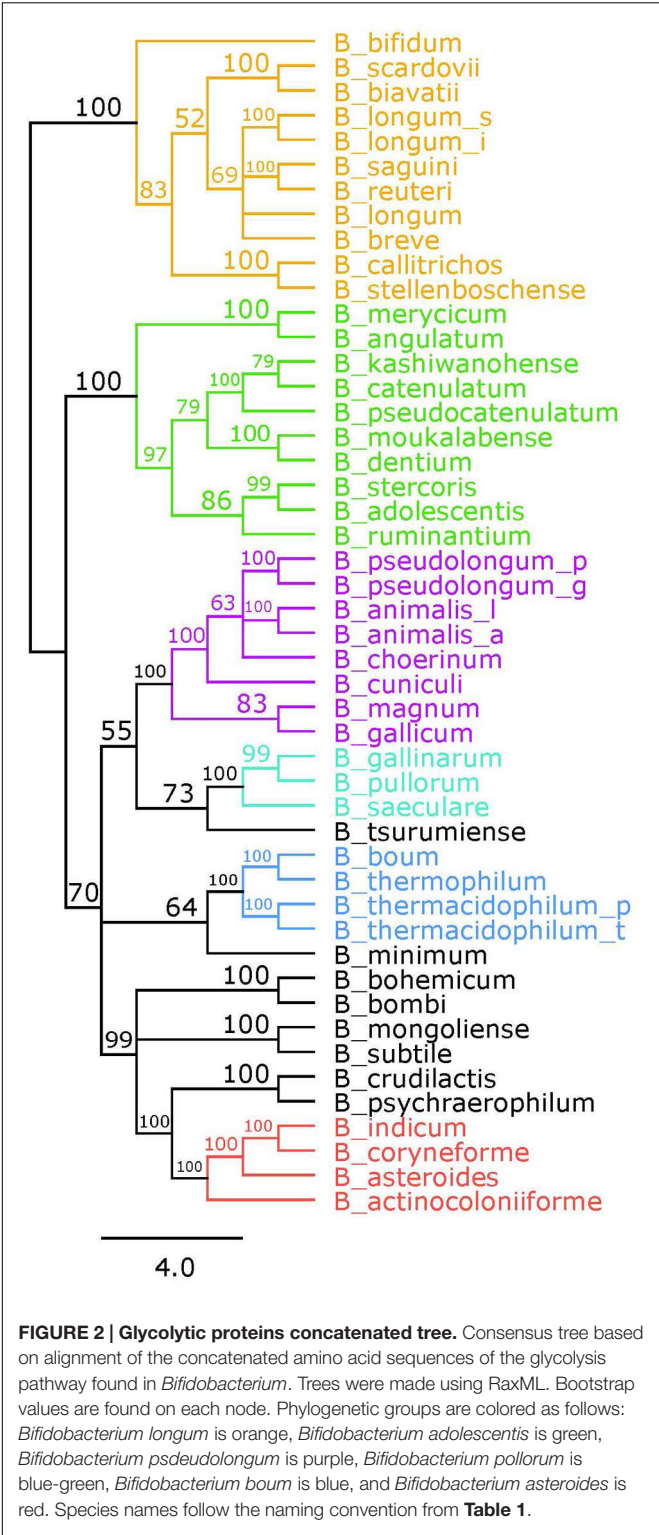 B_bifidum
100 B_scardovii
B_biavatii
100
52
100 B_longum_s
B_longum_i
83 69 100 B_saguini
B_reuteri
B_longum
B_breve
100 B_callitrichos
B_stellenboschense
100 B_merycicum
B_angulatum
79 B_kashiwanohense
100
100 B_catenulatum
79 B_pseudocatenulatum
100 B_moukalabense
97 B_dentium
99 B_stercoris
86 B_adolescentis
B_ruminantium
100 B_pseudolongum_p
B_pseudolongum_g
63 100 B_animalis_l
B_animalis_a
100 B_choerinum
100 B_cuniculi
83 B_magnum
B_gallicum
55
99 B_gallinarum
100 B_pullorum
73 B_saeculare
B_tsurumiense
100 B_boum
100 B_thermophilum
70 64 100 B_thermacidophilum_p
B_thermacidophilum_t
B_minimum
100 B_bohemicum
B_bombi
99 100 B_mongoliense
B_subtile
100 B_crudilactis
B_psychraerophilum
100 100 B_indicum
100 B_coryneforme
100 B_asteroides
B_actinocoloniiforme
4.0
FIGURE 2 | Glycolytic proteins concatenated tree. Consensus tree based
on alignment of the concatenated amino acid sequences of the glycolysis
pathway found in Bifidobacterium. Trees were made using RaxML. Bootstrap
values are found on each node. Phylogenetic groups are colored as follows:
Bifidobacterium longum is orange, Bifidobacterium adolescentis is green,
Bifidobacterium psdeudolongum is purple, Bifidobacterium pollorum is
blue-green, Bifidobacterium boum is blue, and Bifidobacterium asteroides is
red. Species names follow the naming convention from Table 1.